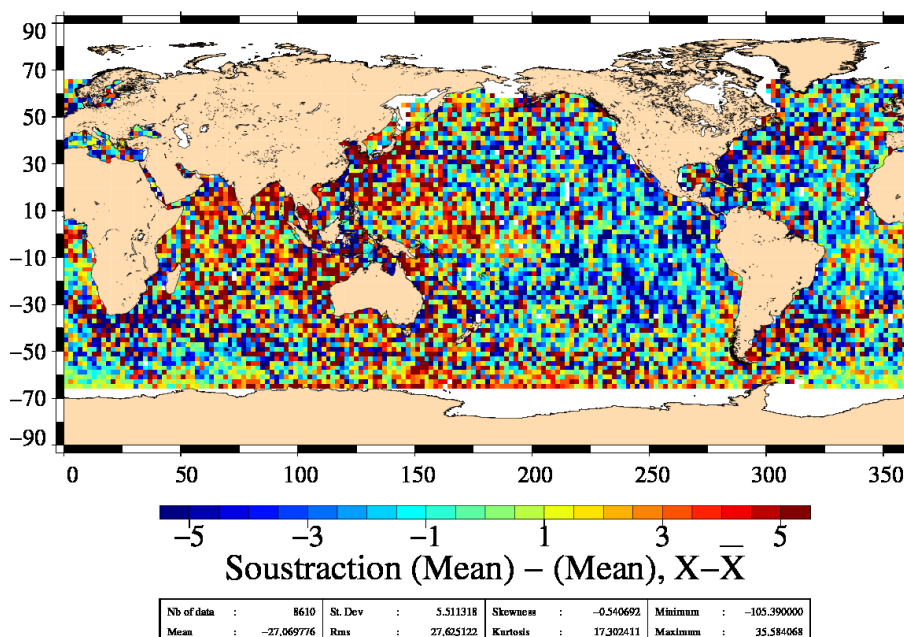 90
70
50
30
10
−10
−30
−50
−70
−90
0 50 100 150 200 250 300 350
−5 −3 −1 1 3 5
Soustraction (Mean) − (Mean), X−X̅
Nb of data : 8610 St. Dev : 5.511318 Skewness : −0.540692 Minimum : −105.390000
Mean : −27.069776 Rms : 27.625122 Kurtosis : 17.302411 Maximum : 35.584068